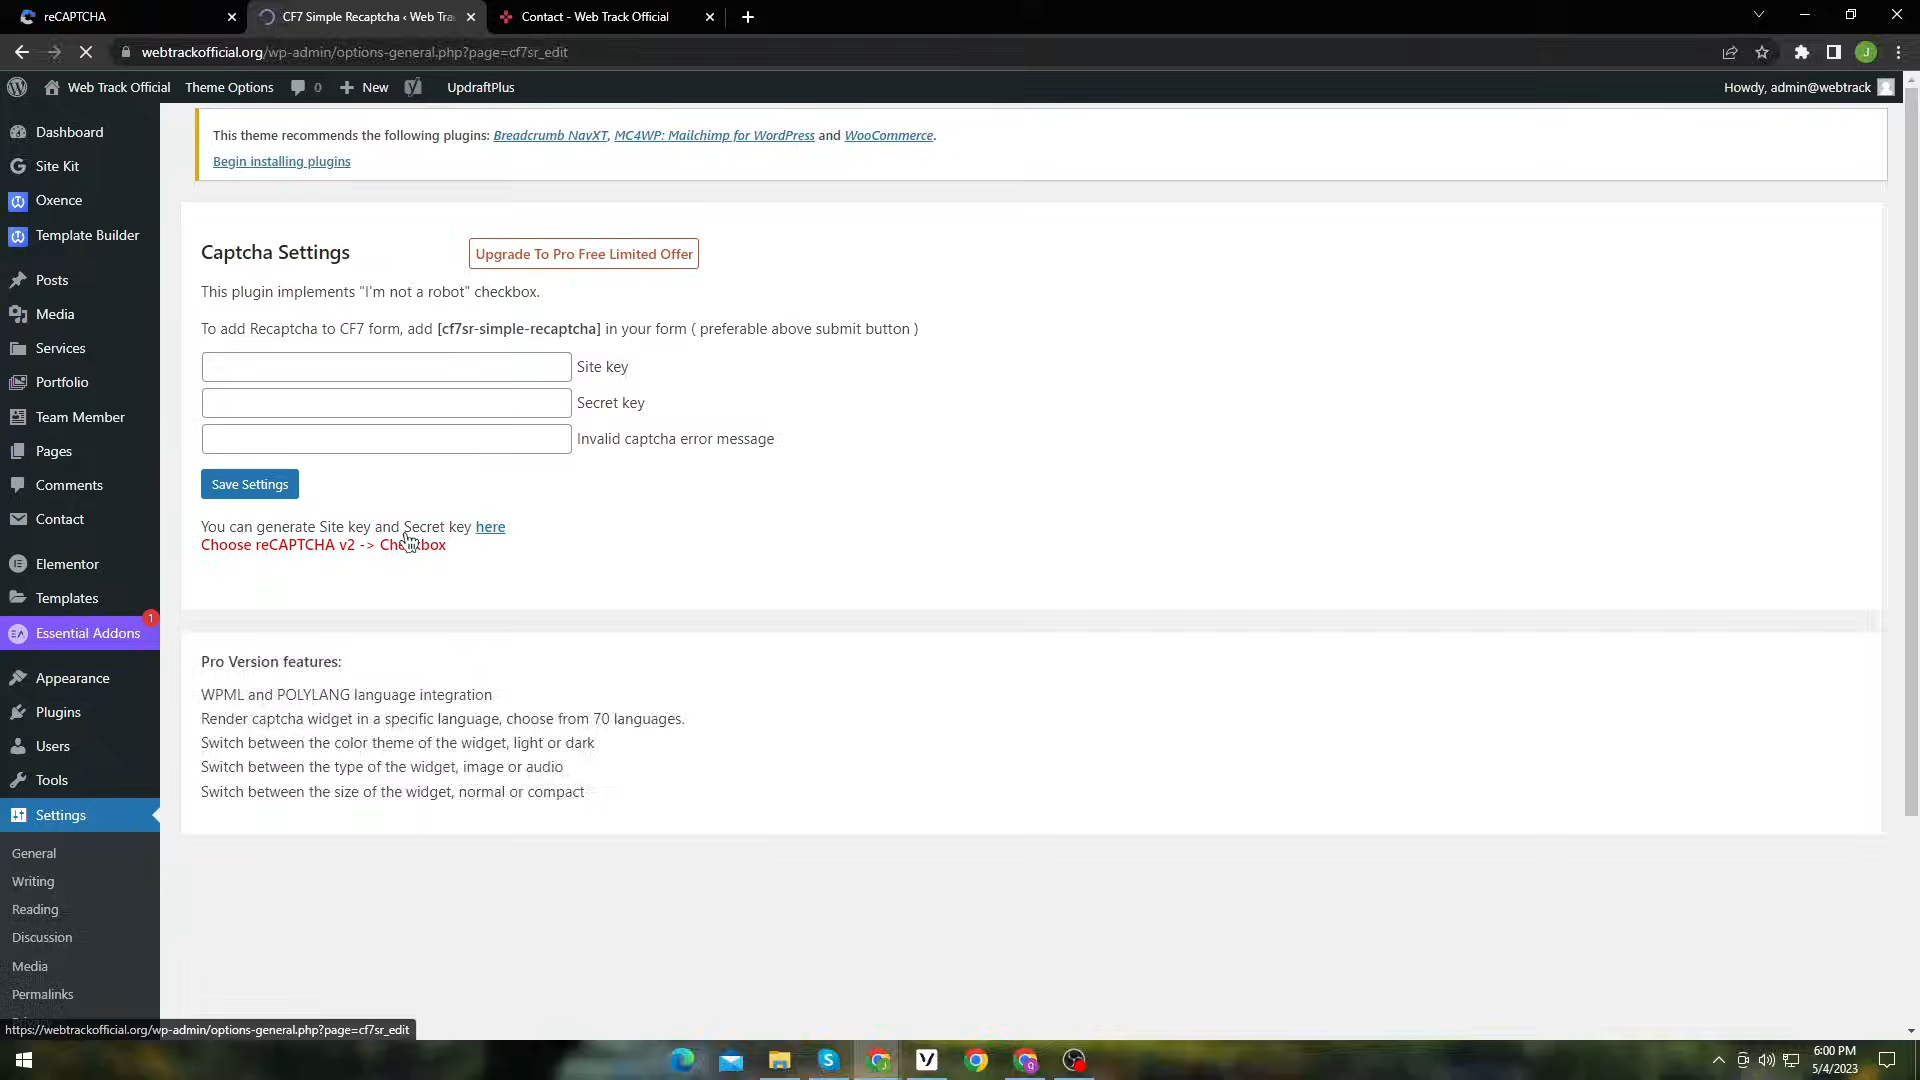 reCAPTCHA
CF7 Simple Recaptcha ‹ Web Tra
Contact - Web Track Official
webtrackofficial.org/wp-admin/options-general.php?page=cf7sr_edit
J
Web Track Official
Theme Options
0
New
UpdraftPlus
Howdy, admin@webtrack
Dashboard
Site Kit
Oxence
Template Builder
Posts
Media
Services
Portfolio
Team Member
Pages
Comments
Contact
Elementor
Templates
Essential Addons
1
Appearance
Plugins
Users
Tools
Settings
General
Writing
Reading
Discussion
Media
Permalinks
This theme recommends the following plugins: Breadcrumb NavXT, MC4WP: Mailchimp for WordPress and WooCommerce.
Begin installing plugins
Captcha Settings
Upgrade To Pro Free Limited Offer
This plugin implements "I'm not a robot" checkbox.
To add Recaptcha to CF7 form, add [cf7sr-simple-recaptcha] in your form ( preferable above submit button )
Site key
Secret key
Invalid captcha error message
Save Settings
You can generate Site key and Secret key here
Choose reCAPTCHA v2 -> Checkbox
Pro Version features:
WPML and POLYLANG language integration
Render captcha widget in a specific language, choose from 70 languages.
Switch between the color theme of the widget, light or dark
Switch between the type of the widget, image or audio
Switch between the size of the widget, normal or compact
https://webtrackofficial.org/wp-admin/options-general.php?page=cf7sr_edit
6:00 PM
5/4/2023